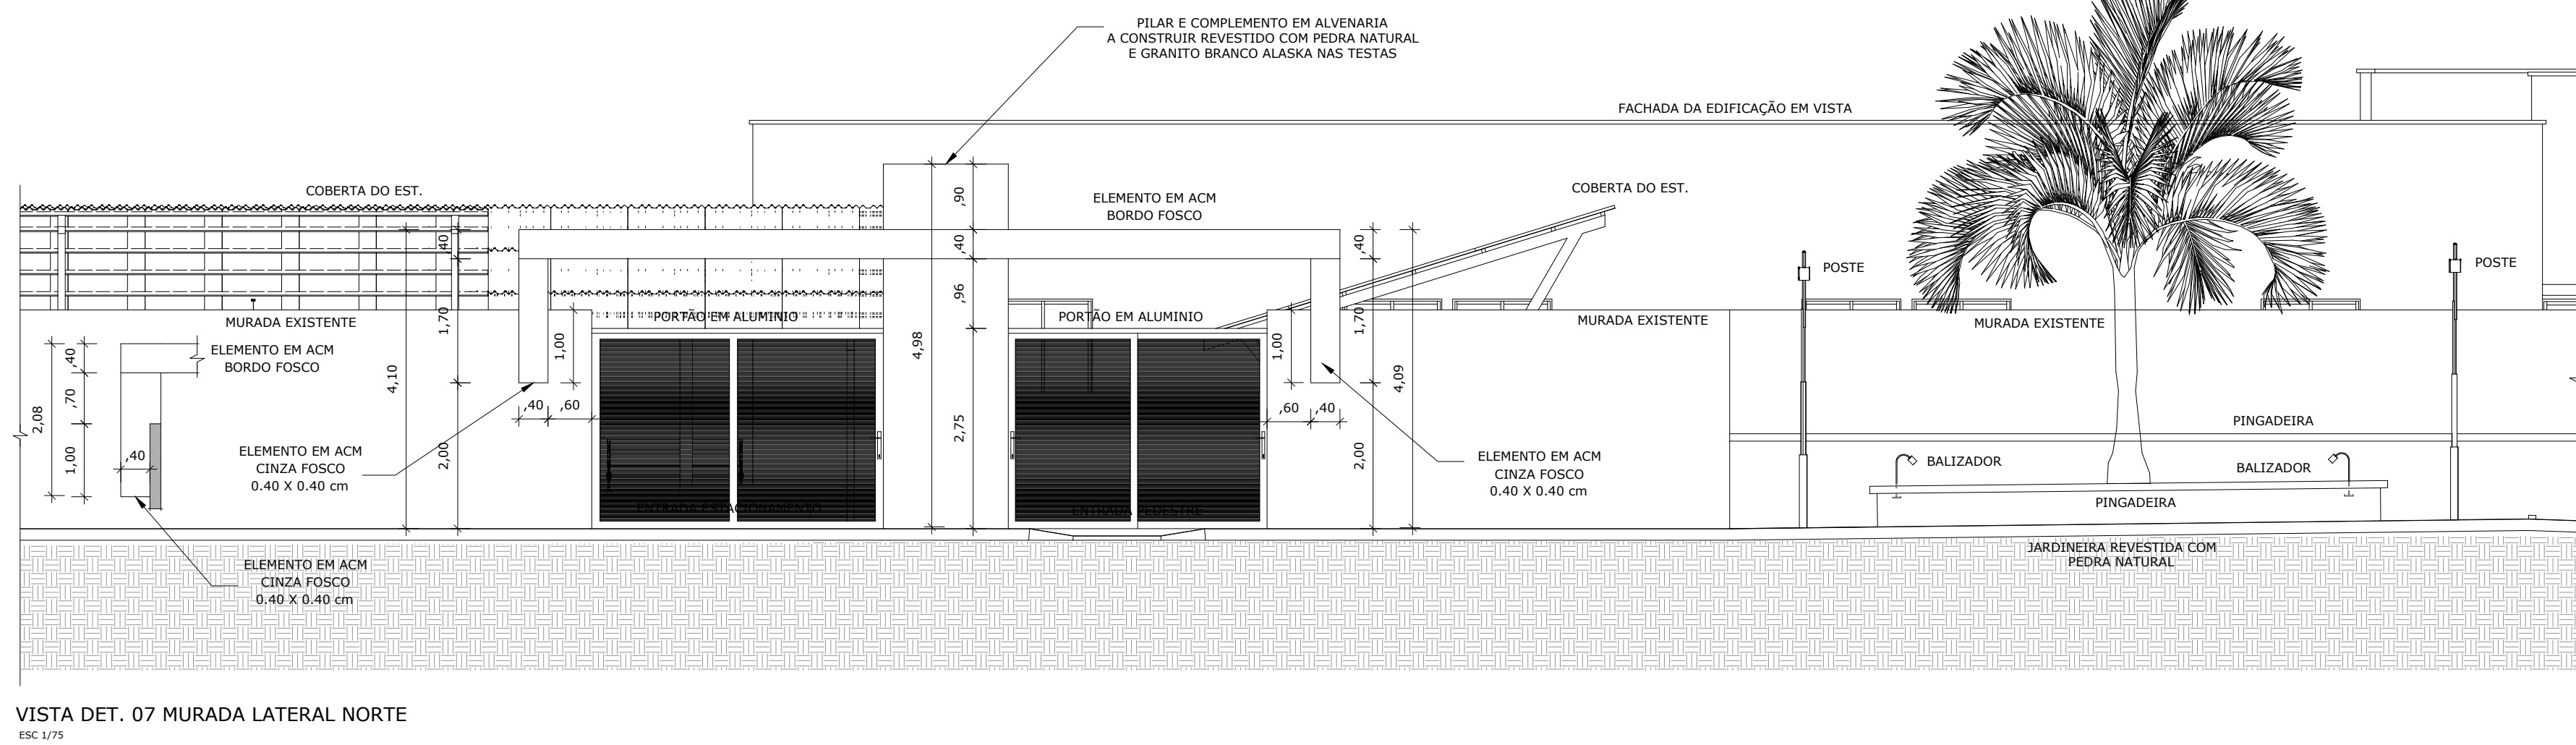 PILAR E COMPLEMENTO EM ALVENARIA
A CONSTRUIR REVESTIDO COM PEDRA NATURAL
E GRANITO BRANCO ALASKA NAS TESTAS
FACHADA DA EDIFICAÇÃO EM VISTA
COBERTA DO EST.
ELEMENTO EM ACM
BORDO FOSCO
COBERTA DO EST.
POSTE
POSTE
,90
,40
,96
2,75
4,98
,40
1,70
2,00
4,10
,40
1,70
2,00
4,09
MURADA EXISTENTE
PORTÃO EM ALUMINIO
PORTÃO EM ALUMINIO
MURADA EXISTENTE
MURADA EXISTENTE
ELEMENTO EM ACM
BORDO FOSCO
,40
,70
1,00
2,08
,40
1,00
,40
,60
1,00
,60
,40
ELEMENTO EM ACM
CINZA FOSCO
0.40 X 0.40 cm
ELEMENTO EM ACM
CINZA FOSCO
0.40 X 0.40 cm
PINGADEIRA
BALIZADOR
BALIZADOR
PINGADEIRA
ENTRADA ESTACIONAMENTO
ENTRADA PEDESTRE
JARDINEIRA REVESTIDA COM
PEDRA NATURAL
ELEMENTO EM ACM
CINZA FOSCO
0.40 X 0.40 cm
VISTA DET. 07 MURADA LATERAL NORTE
ESC 1/75